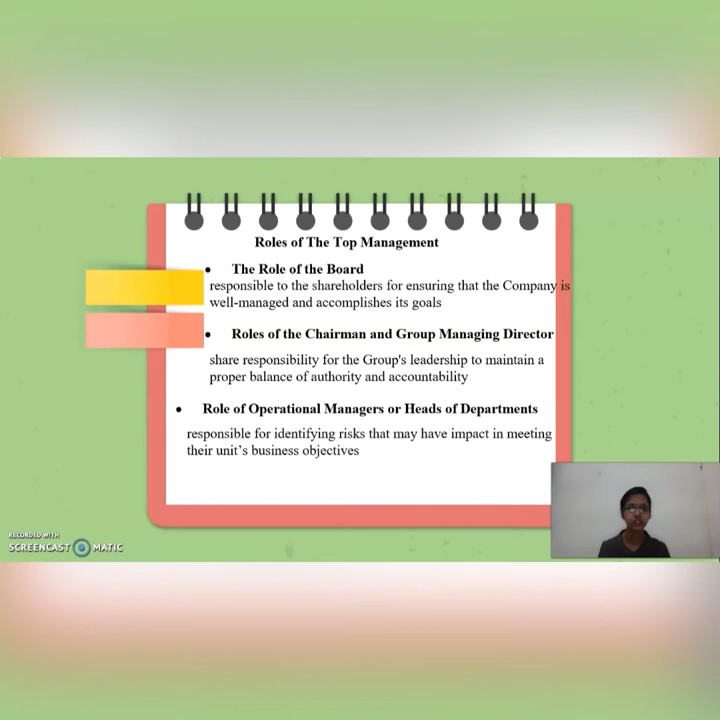 Roles of The Top Management
• The Role of the Board
responsible to the shareholders for ensuring that the Company is
well-managed and accomplishes its goals
• Roles of the Chairman and Group Managing Director
share responsibility for the Group's leadership to maintain a
proper balance of authority and accountability
• Role of Operational Managers or Heads of Departments
responsible for identifying risks that may have impact in meeting
their unit’s business objectives
RECORDED WITH
SCREENCAST MATIC